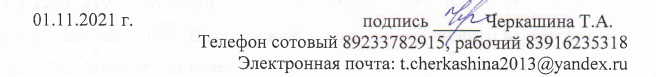 01.11.2021 г. подпись Черкашина Т.А.
Телефон сотовый 89233782915, рабочий 83916235318
Электронная почта: t.cherkashina2013@yandex.ru